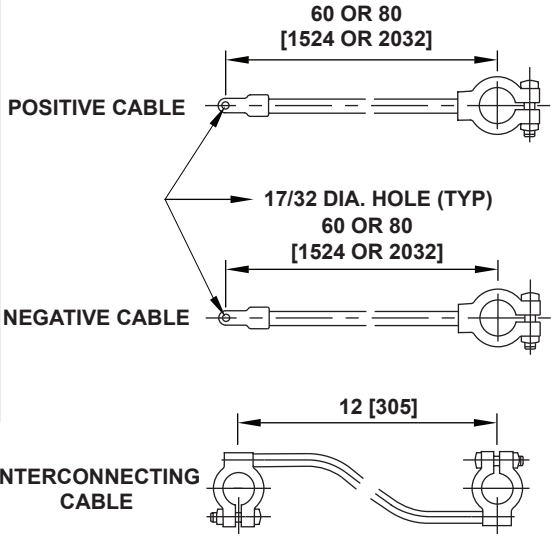 60 OR 80
[1524 OR 2032]
POSITIVE CABLE
17/32 DIA. HOLE (TYP)
60 OR 80
[1524 OR 2032]
NEGATIVE CABLE
12 [305]
NTERCONNECTING
CABLE